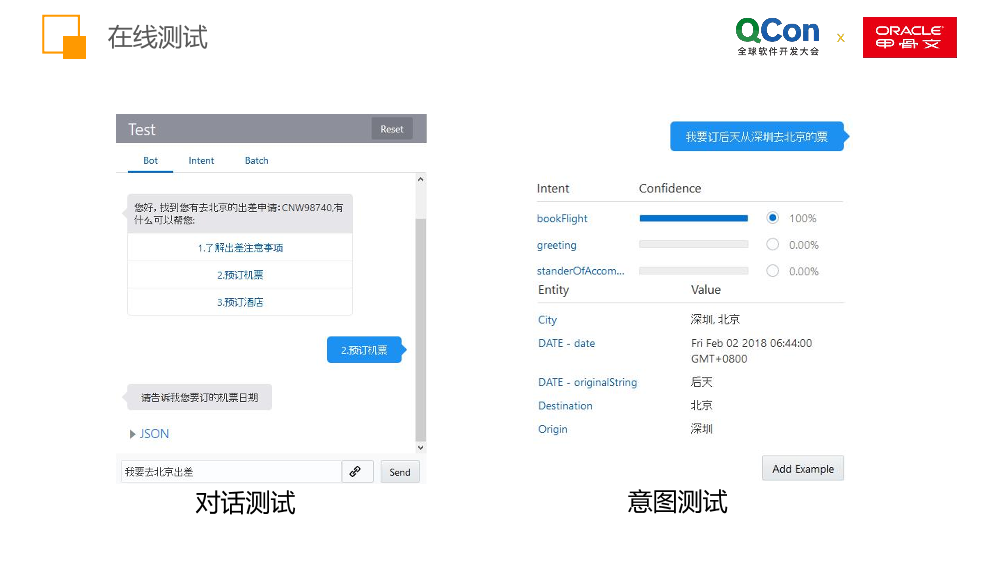 在线测试
QCon
全球软件开发大会
x
ORACLE
甲骨文
Test
Reset
Bot
Intent
Batch
您好, 找到您有去北京的出差申请: CNW98740,有
什么可以帮您:
1.了解出差注意事项
2.预订机票
3.预订酒店
2.预订机票
请告诉我您要订的机票日期
JSON
我要去北京出差
Send
对话测试
我要订后天从深圳去北京的票
Intent Confidence
bookFlight 100%
greeting 0.00%
standerOfAccom... 0.00%
Entity Value
City 深圳, 北京
DATE - date Fri Feb 02 2018 06:44:00
GMT+0800
DATE - originalString 后天
Destination 北京
Origin 深圳
Add Example
意图测试